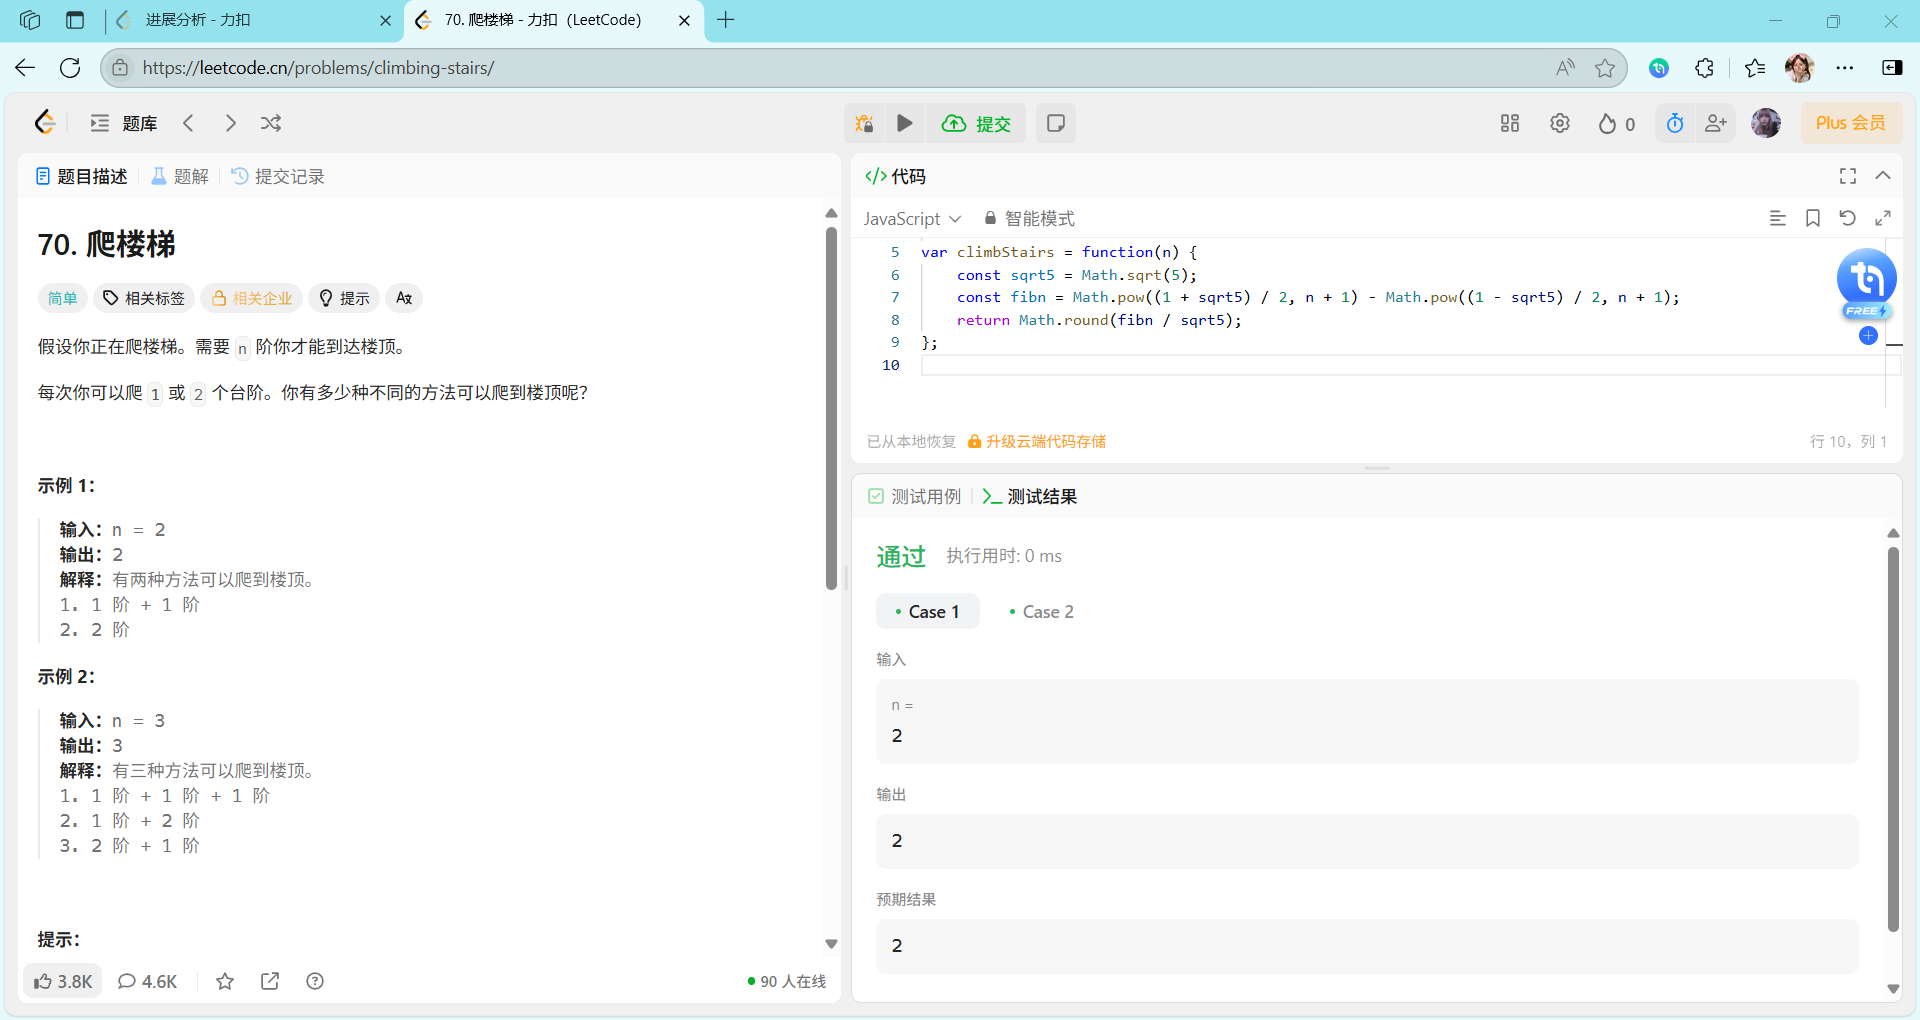 进展分析 - 力扣
70. 爬楼梯 - 力扣（LeetCode）
https://leetcode.cn/problems/climbing-stairs/
题库
提交
0
Plus 会员
题目描述
题解
提交记录
70. 爬楼梯
简单
相关标签
相关企业
提示
假设你正在爬楼梯。需要 n 阶你才能到达楼顶。
每次你可以爬 1 或 2 个台阶。你有多少种不同的方法可以爬到楼顶呢？
示例 1：
输入：n = 2
输出：2
解释：有两种方法可以爬到楼顶。
1. 1 阶 + 1 阶
2. 2 阶
示例 2：
输入：n = 3
输出：3
解释：有三种方法可以爬到楼顶。
1. 1 阶 + 1 阶 + 1 阶
2. 1 阶 + 2 阶
3. 2 阶 + 1 阶
提示：
3.8K
4.6K
90 人在线
代码
JavaScript
智能模式
5 var climbStairs = function(n) {
6 const sqrt5 = Math.sqrt(5);
7 const fibn = Math.pow((1 + sqrt5) / 2, n + 1) - Math.pow((1 - sqrt5) / 2, n + 1);
8 return Math.round(fibn / sqrt5);
9 };
10
FREE
已从本地恢复
升级云端代码存储
行 10，列 1
测试用例
测试结果
通过
执行用时: 0 ms
Case 1
Case 2
输入
n =
2
输出
2
预期结果
2